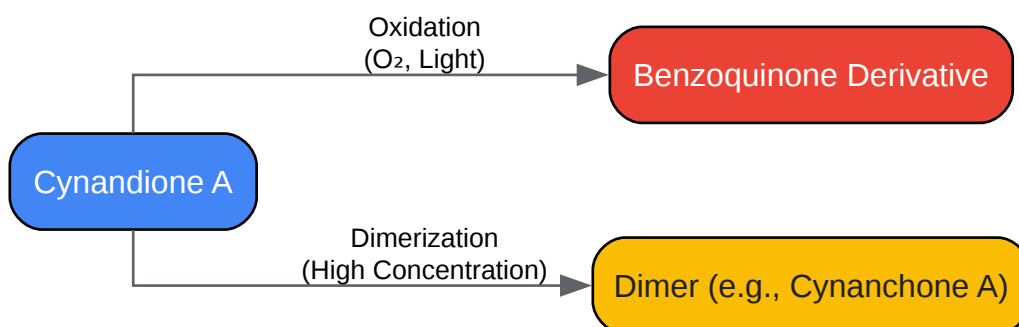 Oxidation
(O₂, Light)
Benzoquinone Derivative
Cynandione A
Dimerization
(High Concentration)
Dimer (e.g., Cynanchone A)